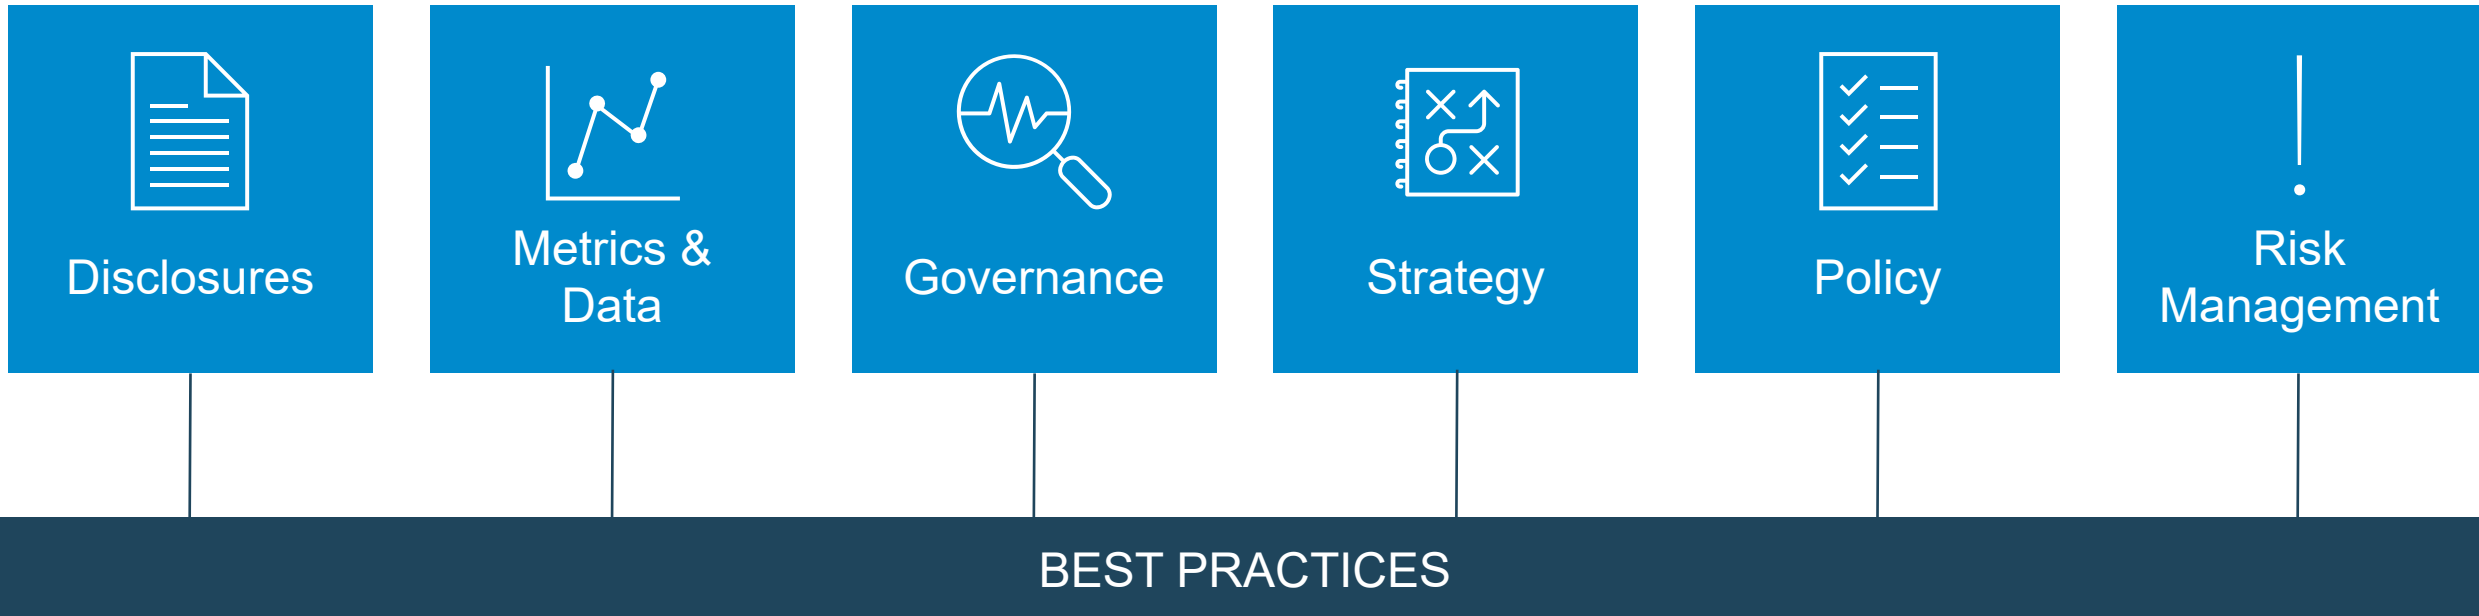 Disclosures
Metrics &
Data
Governance
Strategy
Policy
Risk
Management
BEST PRACTICES